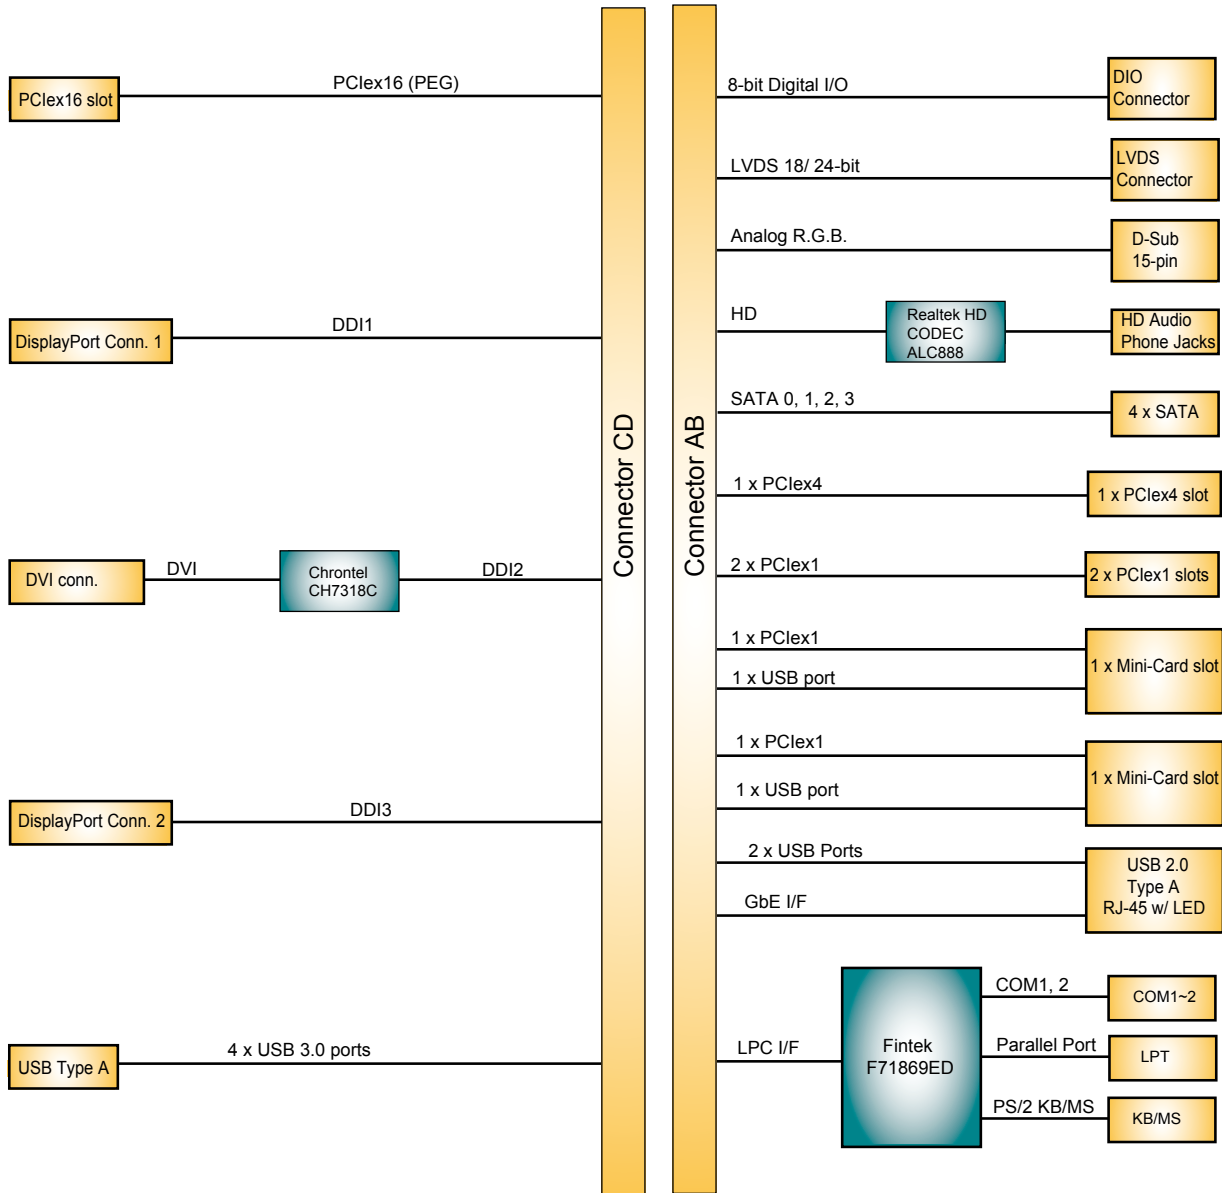 PCIex16 slot
PCIex16 (PEG)
DisplayPort Conn. 1
DDI1
DVI conn.
DVI
Chrontel
CH7318C
DDI2
DisplayPort Conn. 2
DDI3
USB Type A
4 x USB 3.0 ports
Connector CD
Connector AB
8-bit Digital I/O
DIO
Connector
LVDS 18/ 24-bit
LVDS
Connector
Analog R.G.B.
D-Sub
15-pin
HD
Realtek HD
CODEC
ALC888
HD Audio
Phone Jacks
SATA 0, 1, 2, 3
4 x SATA
1 x PCIex4
1 x PCIex4 slot
2 x PCIex1
2 x PCIex1 slots
1 x PCIex1
1 x USB port
1 x Mini-Card slot
1 x PCIex1
1 x USB port
1 x Mini-Card slot
2 x USB Ports
GbE I/F
USB 2.0
Type A
RJ-45 w/ LED
LPC I/F
Fintek
F71869ED
COM1, 2
COM1~2
Parallel Port
LPT
PS/2 KB/MS
KB/MS